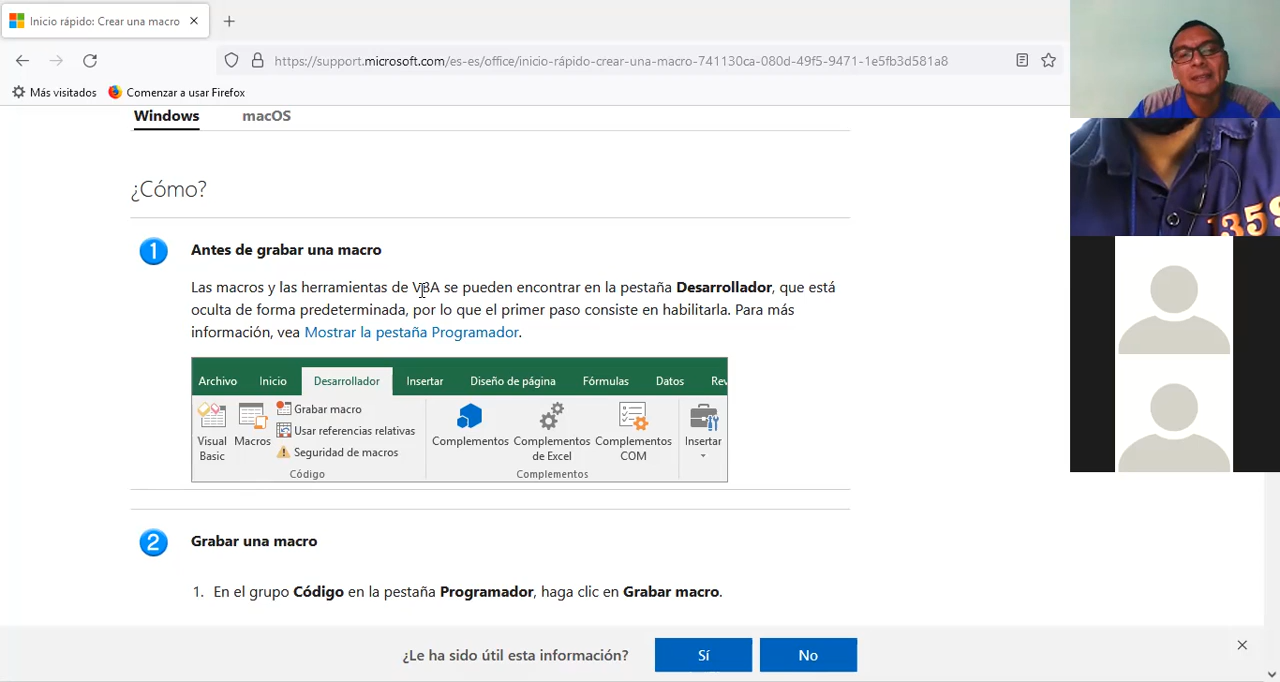 Inicio rápido: Crear una macro
https://support.microsoft.com/es-es/office/inicio-rápido-crear-una-macro-741130ca-080d-49f5-9471-1e5fb3d581a8
Más visitados
Comenzar a usar Firefox
Windows
macOS
¿Cómo?
1
Antes de grabar una macro
Las macros y las herramientas de VBA se pueden encontrar en la pestaña Desarrollador, que está
oculta de forma predeterminada, por lo que el primer paso consiste en habilitarla. Para más
información, vea Mostrar la pestaña Programador.
Archivo Inicio Desarrollador Insertar Diseño de página Fórmulas Datos Rev
Visual Basic
Macros
Grabar macro
Usar referencias relativas
Seguridad de macros
Código
Complementos
Complementos de Excel
Complementos COM
Complementos
Insertar
2
Grabar una macro
1. En el grupo Código en la pestaña Programador, haga clic en Grabar macro.
¿Le ha sido útil esta información?
Sí
No
1359